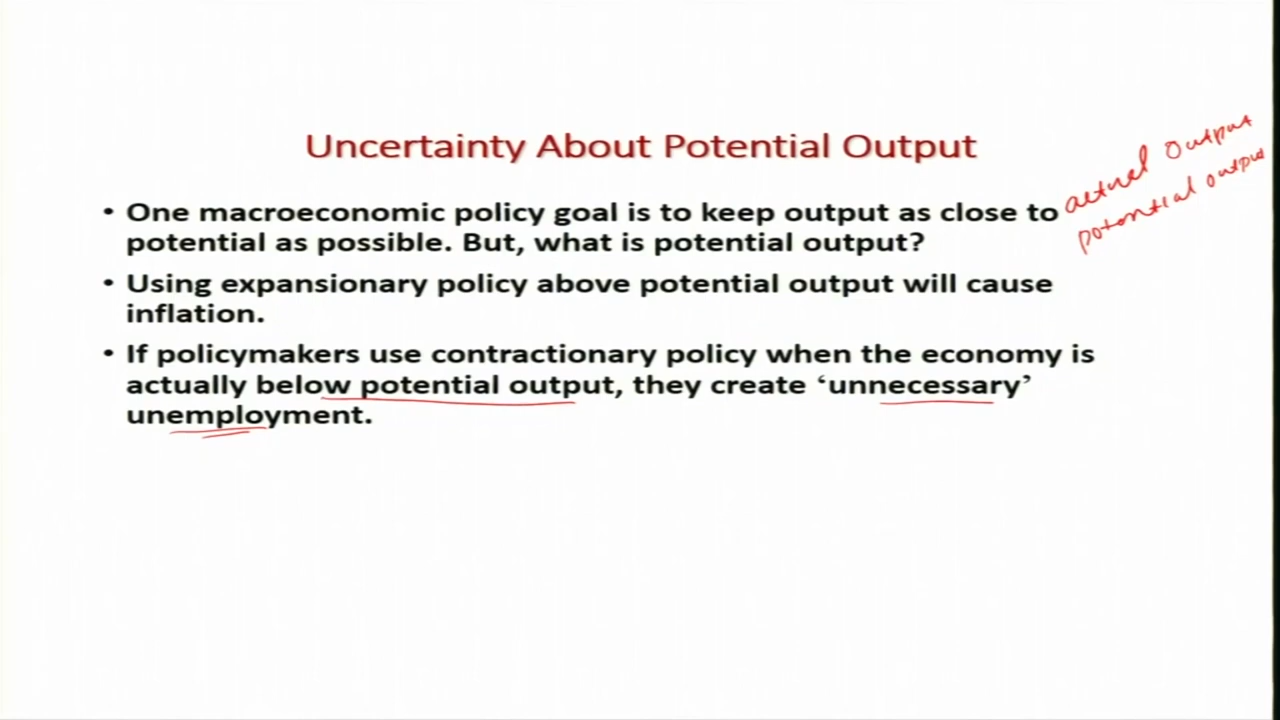 Uncertainty About Potential Output
• One macroeconomic policy goal is to keep output as close to
potential as possible. But, what is potential output?
• Using expansionary policy above potential output will cause
inflation.
• If policymakers use contractionary policy when the economy is
actually below potential output, they create ‘unnecessary’
unemployment.
actual output
potential output